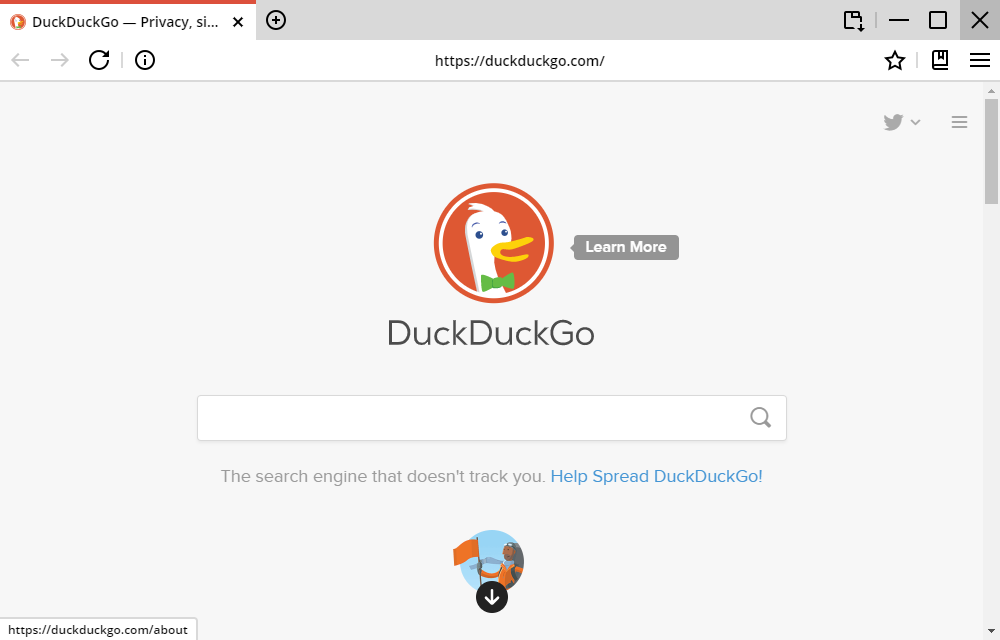 DuckDuckGo — Privacy, si...
https://duckduckgo.com/
Learn More
DuckDuckGo
The search engine that doesn't track you. Help Spread DuckDuckGo!
https://duckduckgo.com/about